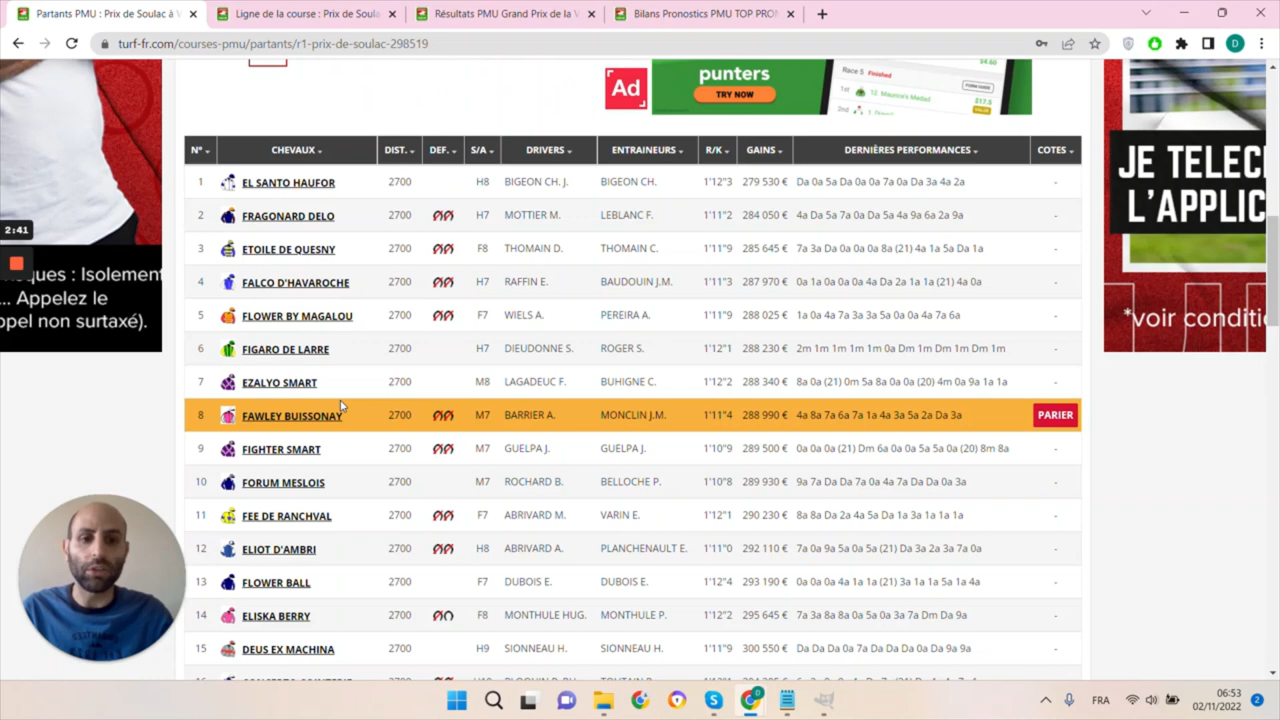 Partants PMU : Prix de Soulac à V
Ligne de la course : Prix de Soula
Résultats PMU Grand Prix de la V
Bilans Pronostics PMU TOP PRON
turf-fr.com/courses-pmu/partants/r1-prix-de-soulac-298519
D
Ad
punters
TRY NOW
$4.60
Race 5 Finished
FORM GUIDE
1st 12. Maurice's Medad
$17.5
2nd
N° CHEVAUX DIST. DEF. S/A DRIVERS ENTRAINEURS R/K GAINS DERNIÈRES PERFORMANCES COTES
1 EL SANTO HAUFOR 2700 H8 BIGEON CH. J. BIGEON CH. 1'12"3 279 530 € Da 0a 5a Da 0a 0a 7a 0a Da 3a 4a 2a -
2 FRAGONARD DELO 2700 H7 MOTTIER M. LEBLANC F. 1'11"2 284 050 € 4a Da 5a 7a 0a Da 5a 4a 9a 6a 2a 9a -
3 ETOILE DE QUESNY 2700 F8 THOMAIN D. THOMAIN C. 1'11"9 285 645 € 7a 3a Da 0a 0a 0a 8a (21) 4a 1a 5a Da 1a -
4 FALCO D'HAVAROCHE 2700 H7 RAFFIN E. BAUDOUIN J.M. 1'11"3 287 970 € 0a 1a 0a 0a 0a 4a Da 2a 1a 1a (21) 4a 0a -
5 FLOWER BY MAGALOU 2700 F7 WIELS A. PEREIRA A. 1'11"9 288 025 € 1a 0a 4a 7a 3a 3a 5a 0a 0a 4a 7a 6a -
6 FIGARO DE LARRE 2700 H7 DIEUDONNE S. ROGER S. 1'12"1 288 230 € 2m 1m 1m 1m 1m 0a Dm 1m Dm 1m Dm 1m -
7 EZALYO SMART 2700 M8 LAGADEUC F. BUHIGNE C. 1'12"2 288 340 € 8a 0a (21) 0m 5a 8a 0a 0a (20) 4m 0a 9a 1a 1a -
8 FAWLEY BUISSONAY 2700 M7 BARRIER A. MONCLIN J.M. 1'11"4 288 990 € 4a 8a 7a 6a 7a 1a 4a 3a 5a 2a Da 3a PARIER
9 FIGHTER SMART 2700 M7 GUELPA J. GUELPA J. 1'10"9 289 500 € 0a 0a 0a (21) Dm 6a 0a 0a 5a 5a 0a (20) 8m 8a -
10 FORUM MESLOIS 2700 M7 ROCHARD B. BELLOCHE P. 1'10"8 289 930 € 9a 7a Da Da 7a 0a 4a 7a Da Da 0a 3a -
11 FEE DE RANCHVAL 2700 F7 ABRIVARD M. VARIN E. 1'12"1 290 230 € 8a 8a Da 2a 4a 5a Da 1a 3a 1a 1a 1a -
12 ELIOT D'AMBRI 2700 H8 ABRIVARD A. PLANCHENAULT E. 1'11"0 292 110 € 7a 0a 9a 5a 0a 5a (21) Da 3a 2a 3a 7a 0a -
13 FLOWER BALL 2700 F7 DUBOIS E. DUBOIS E. 1'12"4 293 190 € 0a 0a 0a 4a 1a 1a (21) 3a 1a 1a 5a 1a 4a -
14 ELISKA BERRY 2700 F8 MONTHULE HUG. MONTHULE P. 1'12"2 295 645 € 7a 3a 8a 8a 0a 5a 0a 3a 7a Dm Da 9a -
15 DEUS EX MACHINA 2700 H9 SIONNEAU H. SIONNEAU H. 1'11"9 300 550 € Da Da Da 0a 7a Da Da Da 0a Da 9a 9a -
2:41
ques : Isolement
... Appelez le
ppel non surtaxé).
JE TELEC
L'APPLIC
*voir conditio
FRA
06:53
02/11/2022
2